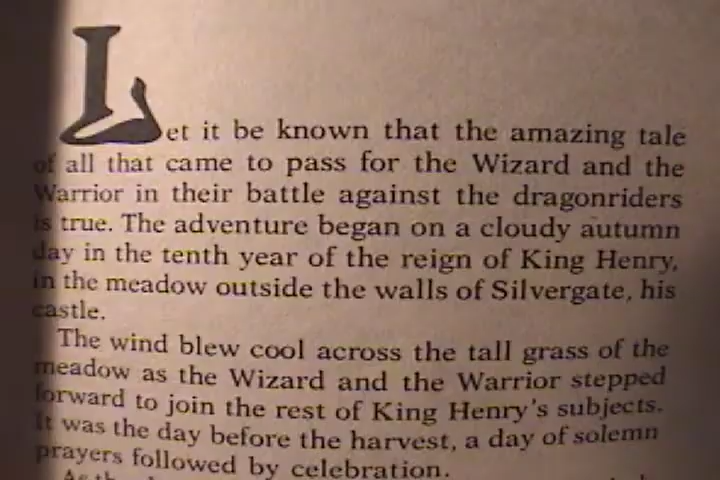 Let it be known that the amazing tale
of all that came to pass for the Wizard and the
Warrior in their battle against the dragonriders
is true. The adventure began on a cloudy autumn
day in the tenth year of the reign of King Henry,
in the meadow outside the walls of Silvergate, his
castle.
The wind blew cool across the tall grass of the
meadow as the Wizard and the Warrior stepped
forward to join the rest of King Henry's subjects.
It was the day before the harvest, a day of solemn
prayers followed by celebration.
As the